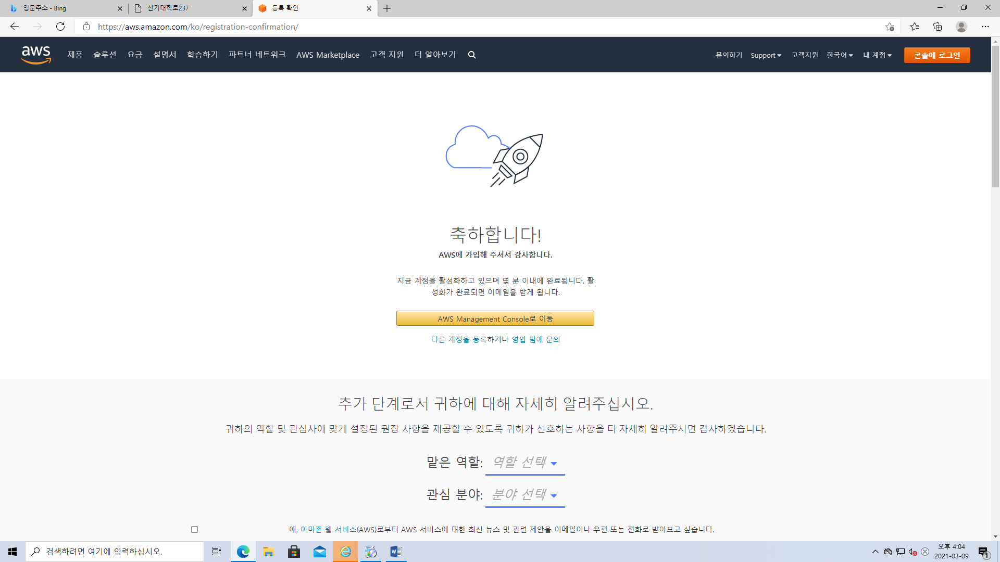 영문주소 - Bing
산기대학로237
등록 확인
https://aws.amazon.com/ko/registration-confirmation/
aws 제품 솔루션 요금 설명서 학습하기 파트너 네트워크 AWS Marketplace 고객 지원 더 알아보기
문의하기 Support 고객지원 한국어 내 계정 콘솔에 로그인
축하합니다!
AWS에 가입해 주셔서 감사합니다.
지금 계정을 활성화하고 있으며 몇 분 이내에 완료됩니다. 활
성화가 완료되면 이메일을 받게 됩니다.
AWS Management Console로 이동
다른 계정을 등록하거나 영업 팀에 문의
추가 단계로서 귀하에 대해 자세히 알려주십시오.
귀하의 역할 및 관심사에 맞게 설정된 권장 사항을 제공할 수 있도록 귀하가 선호하는 사항을 더 자세히 알려주시면 감사하겠습니다.
맡은 역할: 역할 선택
관심 분야: 분야 선택
예, 아마존 웹 서비스(AWS)로부터 AWS 서비스에 대한 최신 뉴스 및 관련 제안을 이메일이나 우편 또는 전화로 받아보고 싶습니다.
검색하려면 여기에 입력하십시오.
오후 4:04
2021-03-09
1